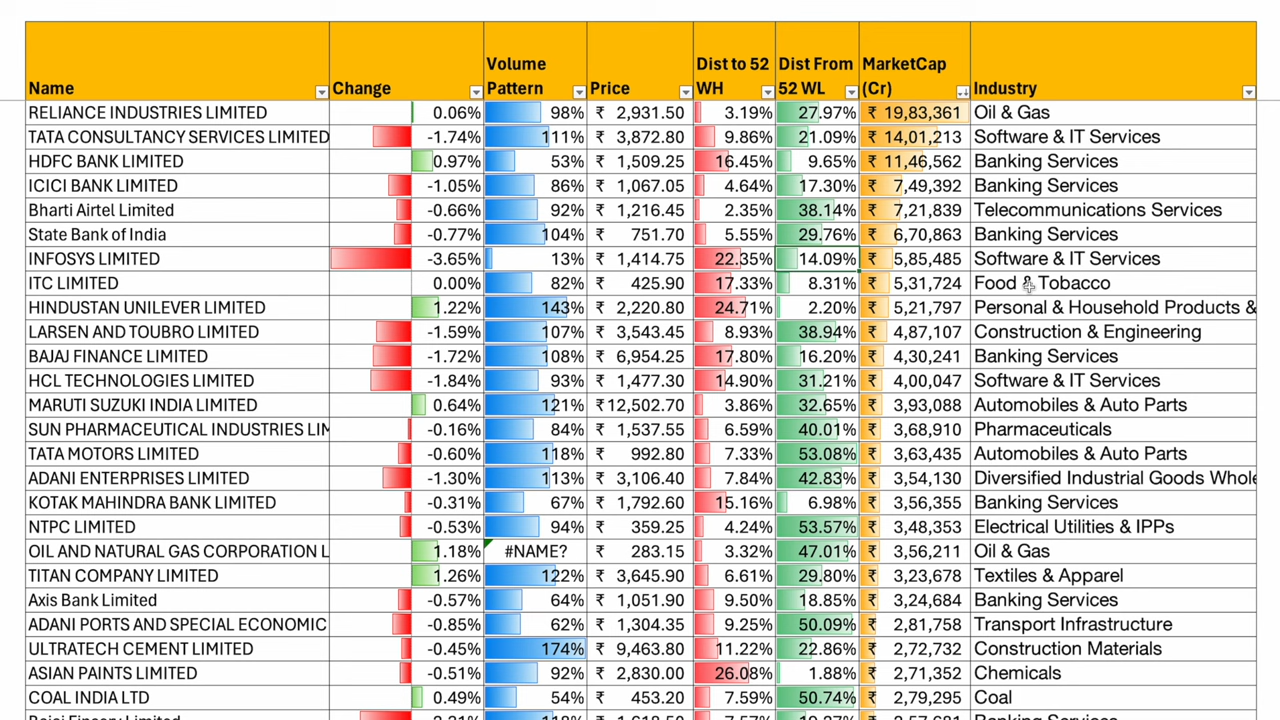 Name Change Volume Pattern Price Dist to 52 WH Dist From 52 WL MarketCap (Cr) Industry
RELIANCE INDUSTRIES LIMITED 0.06% 98% ₹ 2,931.50 3.19% 27.97% ₹ 19,83,361 Oil & Gas
TATA CONSULTANCY SERVICES LIMITED -1.74% 111% ₹ 3,872.80 9.86% 21.09% ₹ 14,01,213 Software & IT Services
HDFC BANK LIMITED 0.97% 53% ₹ 1,509.25 16.45% 9.65% ₹ 11,46,562 Banking Services
ICICI BANK LIMITED -1.05% 86% ₹ 1,067.05 4.64% 17.30% ₹ 7,49,392 Banking Services
Bharti Airtel Limited -0.66% 92% ₹ 1,216.45 2.35% 38.14% ₹ 7,21,839 Telecommunications Services
State Bank of India -0.77% 104% ₹ 751.70 5.55% 29.76% ₹ 6,70,863 Banking Services
INFOSYS LIMITED -3.65% 13% ₹ 1,414.75 22.35% 14.09% ₹ 5,85,485 Software & IT Services
ITC LIMITED 0.00% 82% ₹ 425.90 17.33% 8.31% ₹ 5,31,724 Food & Tobacco
HINDUSTAN UNILEVER LIMITED 1.22% 143% ₹ 2,220.80 24.71% 2.20% ₹ 5,21,797 Personal & Household Products &
LARSEN AND TOUBRO LIMITED -1.59% 107% ₹ 3,543.45 8.93% 38.94% ₹ 4,87,107 Construction & Engineering
BAJAJ FINANCE LIMITED -1.72% 108% ₹ 6,954.25 17.80% 16.20% ₹ 4,30,241 Banking Services
HCL TECHNOLOGIES LIMITED -1.84% 93% ₹ 1,477.30 14.90% 31.21% ₹ 4,00,047 Software & IT Services
MARUTI SUZUKI INDIA LIMITED 0.64% 121% ₹ 12,502.70 3.86% 32.65% ₹ 3,93,088 Automobiles & Auto Parts
SUN PHARMACEUTICAL INDUSTRIES LIM -0.16% 84% ₹ 1,537.55 6.59% 40.01% ₹ 3,68,910 Pharmaceuticals
TATA MOTORS LIMITED -0.60% 118% ₹ 992.80 7.33% 53.08% ₹ 3,63,435 Automobiles & Auto Parts
ADANI ENTERPRISES LIMITED -1.30% 113% ₹ 3,106.40 7.84% 42.83% ₹ 3,54,130 Diversified Industrial Goods Whole
KOTAK MAHINDRA BANK LIMITED -0.31% 67% ₹ 1,792.60 15.16% 6.98% ₹ 3,56,355 Banking Services
NTPC LIMITED -0.53% 94% ₹ 359.25 4.24% 53.57% ₹ 3,48,353 Electrical Utilities & IPPs
OIL AND NATURAL GAS CORPORATION L 1.18% #NAME? ₹ 283.15 3.32% 47.01% ₹ 3,56,211 Oil & Gas
TITAN COMPANY LIMITED 1.26% 122% ₹ 3,645.90 6.61% 29.80% ₹ 3,23,678 Textiles & Apparel
Axis Bank Limited -0.57% 64% ₹ 1,051.90 9.50% 18.85% ₹ 3,24,684 Banking Services
ADANI PORTS AND SPECIAL ECONOMIC -0.85% 62% ₹ 1,304.35 9.25% 50.09% ₹ 2,81,758 Transport Infrastructure
ULTRATECH CEMENT LIMITED -0.45% 174% ₹ 9,463.80 11.22% 22.86% ₹ 2,72,732 Construction Materials
ASIAN PAINTS LIMITED -0.51% 92% ₹ 2,830.00 26.08% 1.88% ₹ 2,71,352 Chemicals
COAL INDIA LTD 0.49% 54% ₹ 453.20 7.59% 50.74% ₹ 2,79,295 Coal